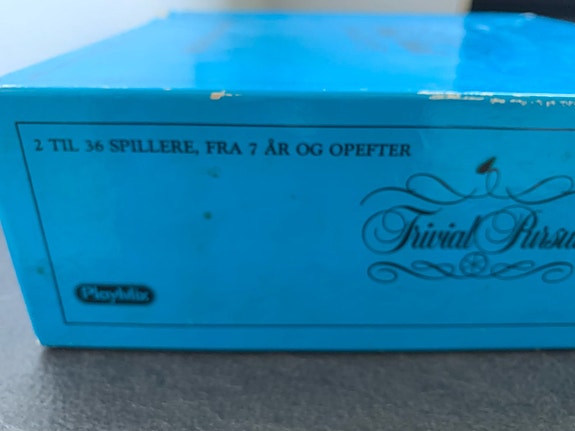 2 TIL 36 SPILLERE, FRA 7 ÅR OG OPEFTER
Trivial Pursu
PlayMix